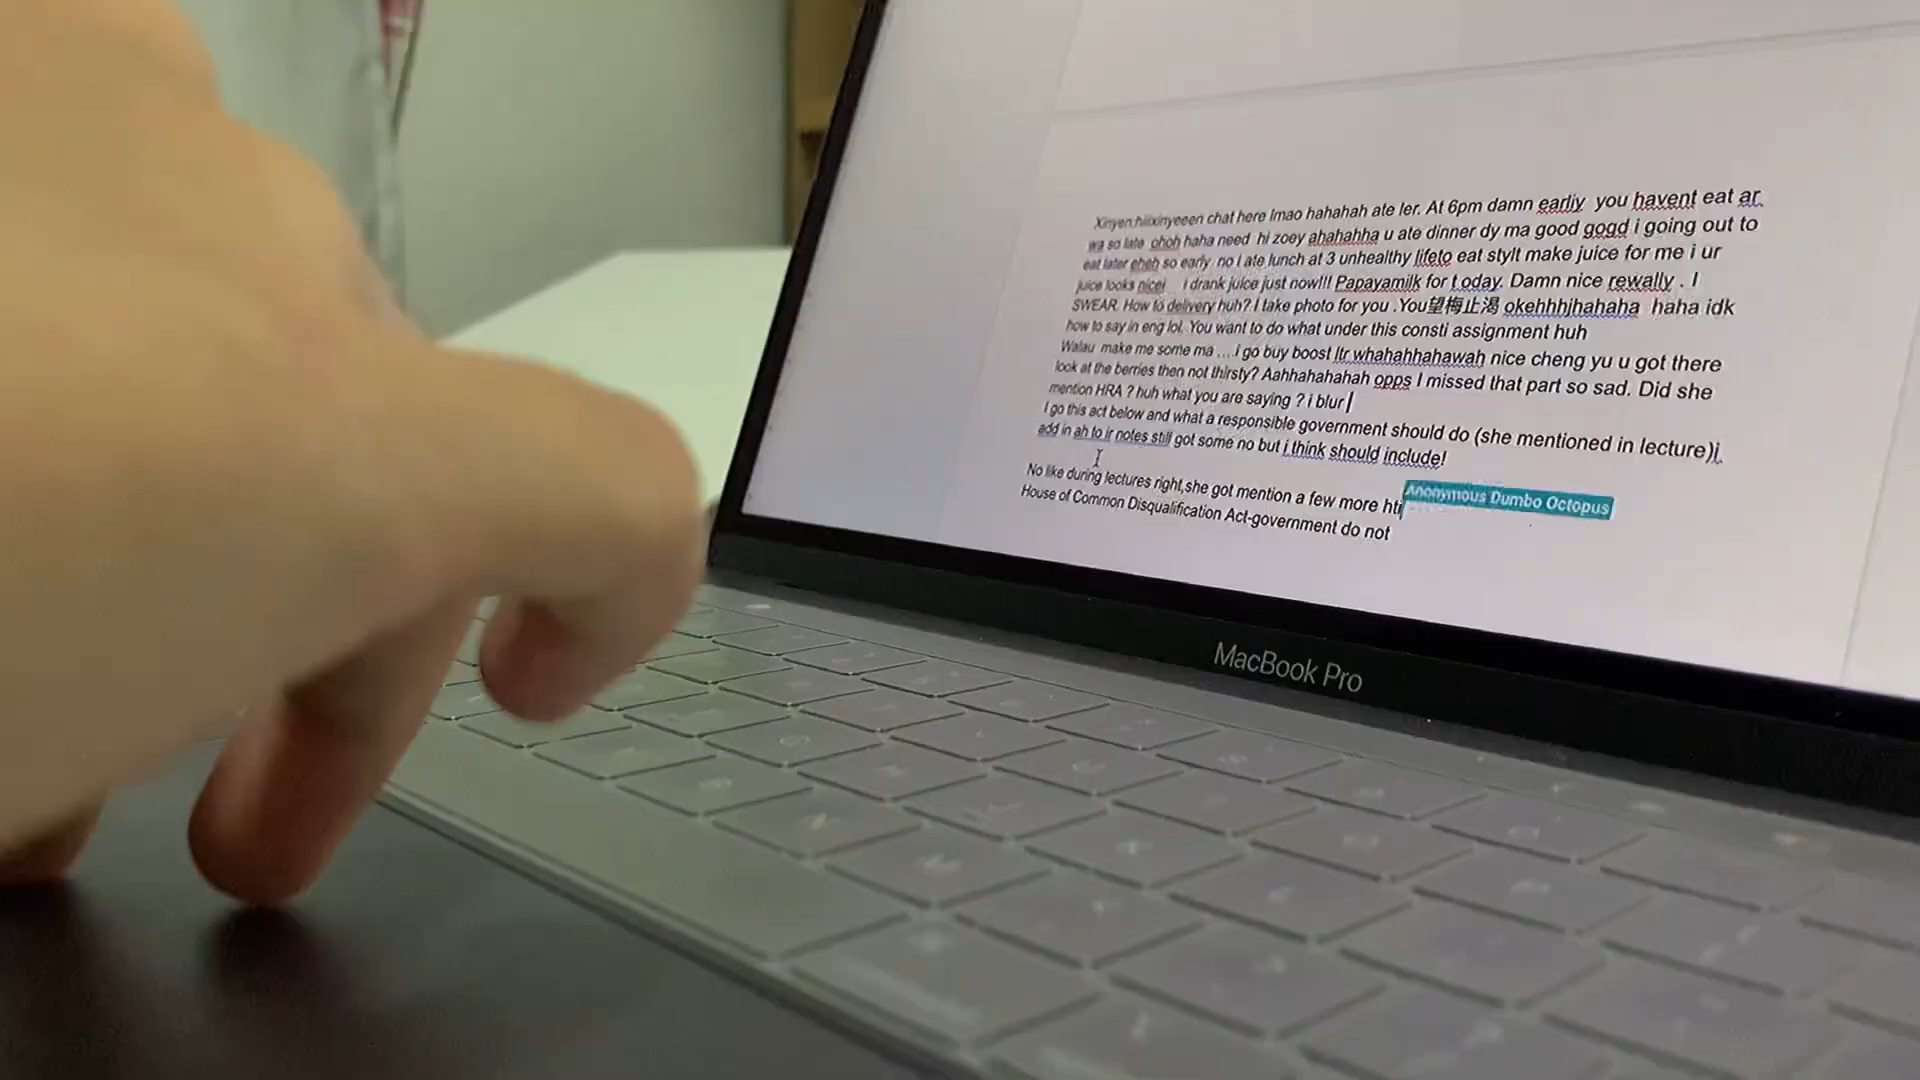 Xinyen:hiiixinyeeen chat here lmao hahahah ate ler. At 6pm damn earliy you havent eat ar
wa so late ohoh haha need hi zoey ahahahha u ate dinner dy ma good gogd i going out to
eat later eheh so early no i ate lunch at 3 unhealthy lifeto eat stylt make juice for me i ur
juice looks nicei i drank juice just now!!! Papayamilk for t oday. Damn nice rewally . I
SWEAR. How to delivery huh? I take photo for you .You望梅止渴 okehhhjhahaha haha idk
how to say in eng lol. You want to do what under this consti assignment huh
Walau make me some ma ....i go buy boost ltr whahahhahawah nice cheng yu u got there
look at the berries then not thirsty? Aahhahahahah opps I missed that part so sad. Did she
mention HRA ? huh what you are saying ? i blur
I go this act below and what a responsible government should do (she mentioned in lecture)i
add in ah to ir notes still got some no but i think should include!
No like during lectures right,she got mention a few more hti
Anonymous Dumbo Octopus
House of Common Disqualification Act-government do not
MacBook Pro